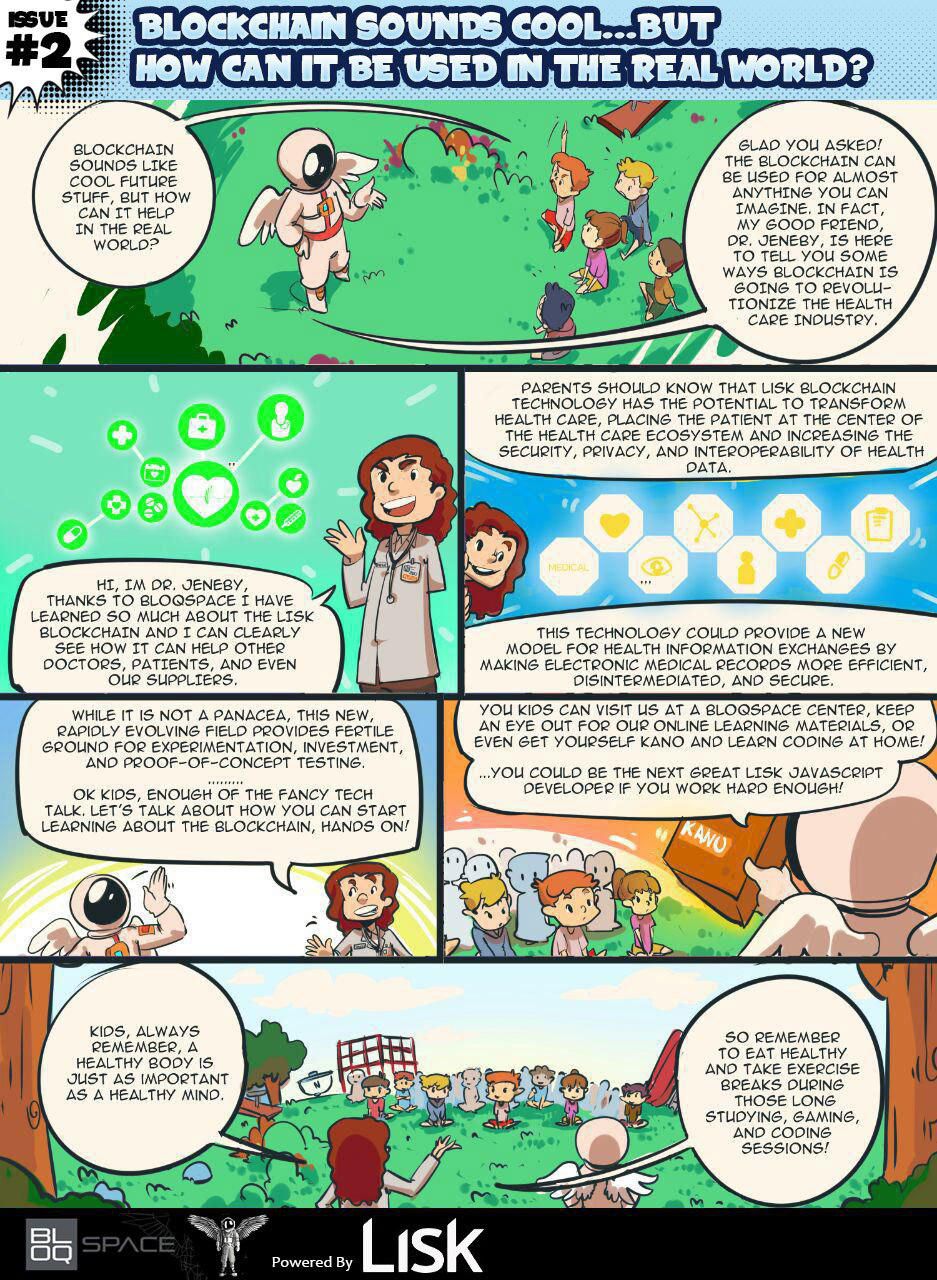 ISSUE
#2
BLOCKCHAIN SOUNDS COOL...BUT
HOW CAN IT BE USED IN THE REAL WORLD?
BLOCKCHAIN
SOUNDS LIKE
COOL FUTURE
STUFF, BUT HOW
CAN IT HELP
IN THE REAL
WORLD?
GLAD YOU ASKED!
THE BLOCKCHAIN CAN
BE USED FOR ALMOST
ANYTHING YOU CAN
IMAGINE. IN FACT,
MY GOOD FRIEND,
DR. JENEBY, IS HERE
TO TELL YOU SOME
WAYS BLOCKCHAIN IS
GOING TO REVOLU-
TIONIZE THE HEALTH
CARE INDUSTRY.
HI, IM DR. JENEBY,
THANKS TO BLOQSPACE I HAVE
LEARNED SO MUCH ABOUT THE LISK
BLOCKCHAIN AND I CAN CLEARLY
SEE HOW IT CAN HELP OTHER
DOCTORS, PATIENTS, AND EVEN
OUR SUPPLIERS.
PARENTS SHOULD KNOW THAT LISK BLOCKCHAIN
TECHNOLOGY HAS THE POTENTIAL TO TRANSFORM
HEALTH CARE, PLACING THE PATIENT AT THE CENTER OF
THE HEALTH CARE ECOSYSTEM AND INCREASING THE
SECURITY, PRIVACY, AND INTEROPERABILITY OF HEALTH
DATA.
MEDICAL
THIS TECHNOLOGY COULD PROVIDE A NEW
MODEL FOR HEALTH INFORMATION EXCHANGES BY
MAKING ELECTRONIC MEDICAL RECORDS MORE EFFICIENT,
DISINTERMEDIATED, AND SECURE.
WHILE IT IS NOT A PANACEA, THIS NEW,
RAPIDLY EVOLVING FIELD PROVIDES FERTILE
GROUND FOR EXPERIMENTATION, INVESTMENT,
AND PROOF-OF-CONCEPT TESTING.
.........
OK KIDS, ENOUGH OF THE FANCY TECH
TALK. LET'S TALK ABOUT HOW YOU CAN START
LEARNING ABOUT THE BLOCKCHAIN, HANDS ON!
YOU KIDS CAN VISIT US AT A BLOQSPACE CENTER, KEEP
AN EYE OUT FOR OUR ONLINE LEARNING MATERIALS, OR
EVEN GET YOURSELF KANO AND LEARN CODING AT HOME!
...YOU COULD BE THE NEXT GREAT LISK JAVASCRIPT
DEVELOPER IF YOU WORK HARD ENOUGH!
KANO
KIDS, ALWAYS
REMEMBER, A
HEALTHY BODY IS
JUST AS IMPORTANT
AS A HEALTHY MIND.
SO REMEMBER
TO EAT HEALTHY
AND TAKE EXERCISE
BREAKS DURING
THOSE LONG
STUDYING, GAMING,
AND CODING
SESSIONS!
BLOQ SPACE
Powered By LISK